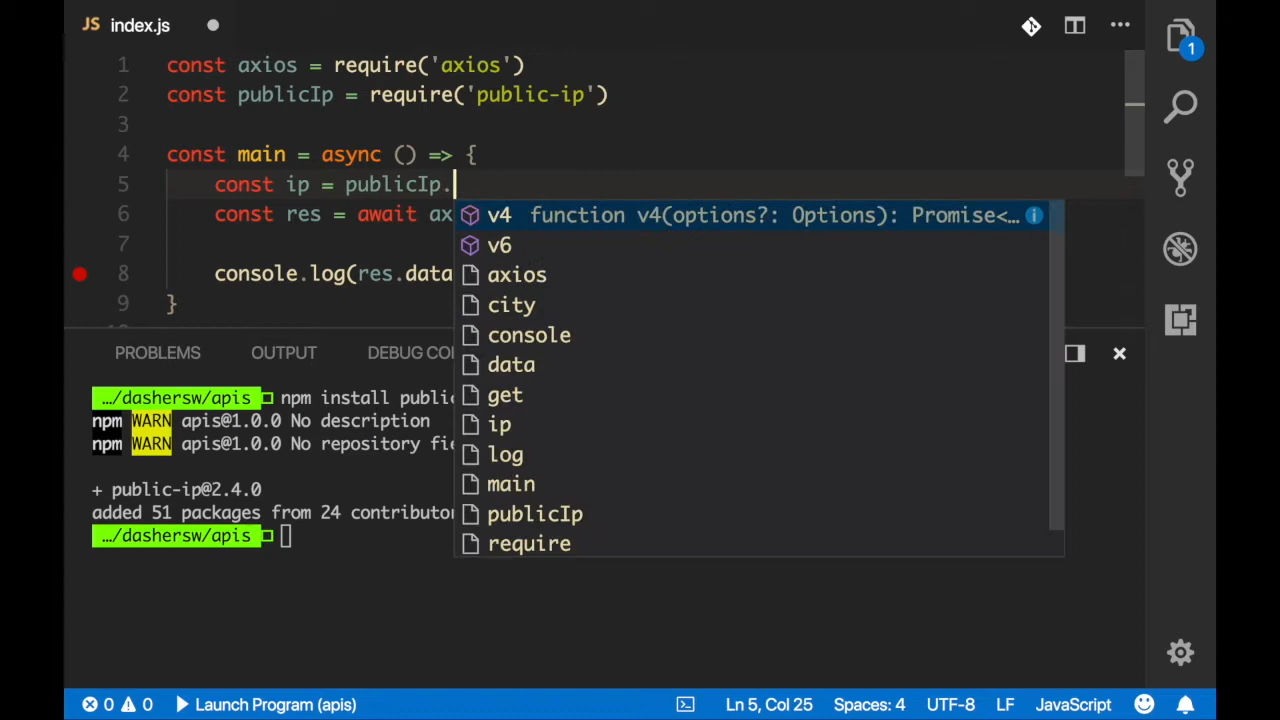 JS index.js
1
1 const axios = require('axios')
2 const publicIp = require('public-ip')
3
4 const main = async () => {
5 const ip = publicIp.
6 const res = await ax
v4 function v4(options?: Options): Promise<…
7
v6
8 console.log(res.data
axios
9 }
city
console
data
get
ip
log
main
publicIp
require
PROBLEMS OUTPUT DEBUG CO
…/dashersw/apis npm install public
npm WARN apis@1.0.0 No description
npm WARN apis@1.0.0 No repository fie
+ public-ip@2.4.0
added 51 packages from 24 contributo
…/dashersw/apis
0 0 Launch Program (apis) Ln 5, Col 25 Spaces: 4 UTF-8 LF JavaScript